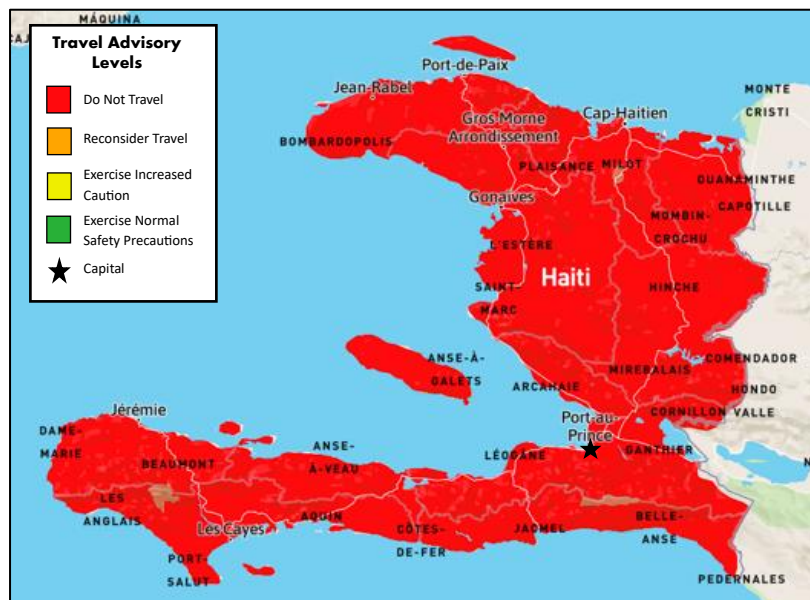 MÁQUINA
CAJ
Travel Advisory
Levels
Do Not Travel
Reconsider Travel
Exercise Increased
Caution
Exercise Normal
Safety Precautions
Capital
Port-de-Paix
Jean-Rabel
Gros Morne
Arrondissement
Cap-Haitien
MONTE
CRISTI
BOMBARDOPOLIS
PLAISANCE
MILOT
OUANAMINTHE
CAPOTILLE
Gonaives
MOMBIN-
CROCHU
L'ESTÈRE
Haiti
SAINT-
MARC
HINCHE
ANSE-À-
GALETS
ARCAHAIE
MIREBALAIS
COMENDADOR
HONDO
VALLE
CORNILLON
Port-au-
Prince
GANTHIER
Jérémie
DAME-
MARIE
BEAUMONT
ANSE-
À-VEAU
LÉOGÂNE
LES
ANGLAIS
Les Cayes
AQUIN
CÔTES-
DE-FER
JACMEL
BELLE-
ANSE
PORT-
SALUT
PEDERNALES
N